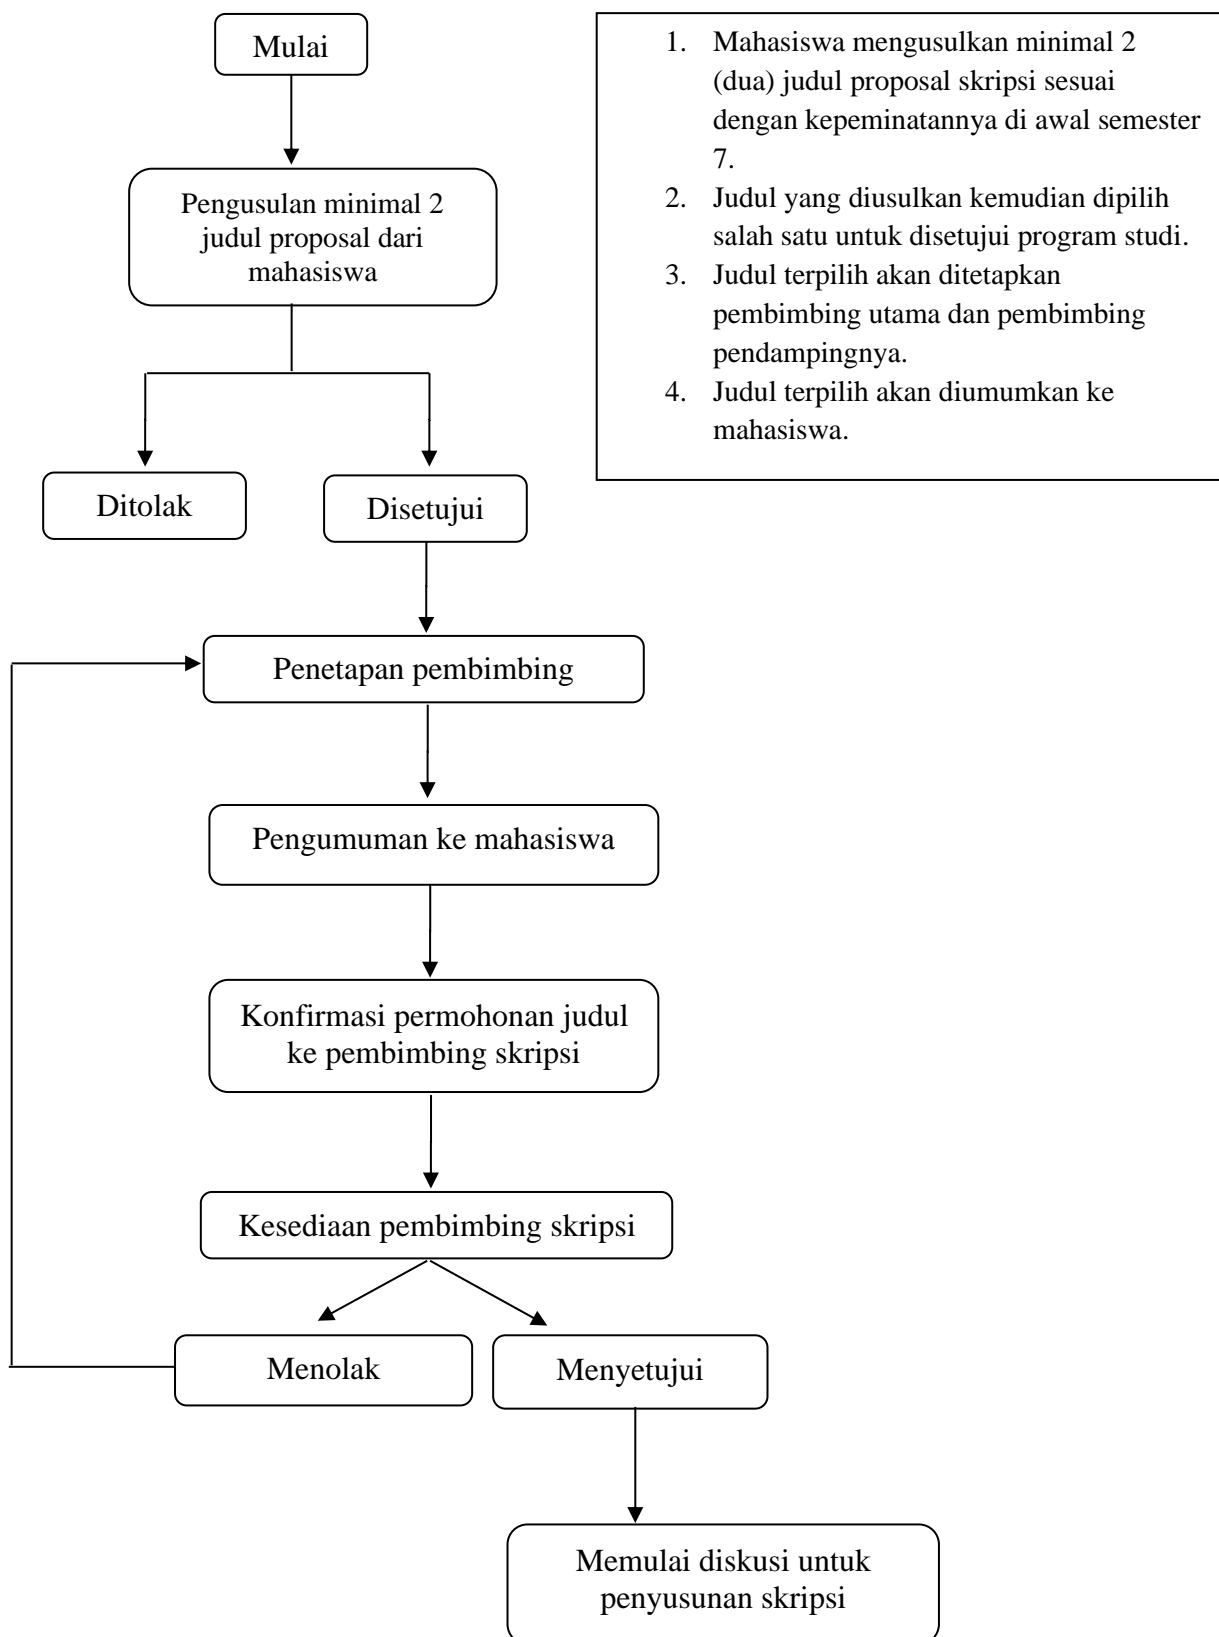 Mulai
Pengusulan minimal 2
judul proposal dari
mahasiswa
Ditolak
Disetujui
Penetapan pembimbing
Pengumuman ke mahasiswa
Konfirmasi permohonan judul
ke pembimbing skripsi
Kesediaan pembimbing skripsi
Menolak
Menyetujui
Memulai diskusi untuk
penyusunan skripsi
1. Mahasiswa mengusulkan minimal 2
(dua) judul proposal skripsi sesuai
dengan kepeminatannya di awal semester
7.
2. Judul yang diusulkan kemudian dipilih
salah satu untuk disetujui program studi.
3. Judul terpilih akan ditetapkan
pembimbing utama dan pembimbing
pendampingnya.
4. Judul terpilih akan diumumkan ke
mahasiswa.